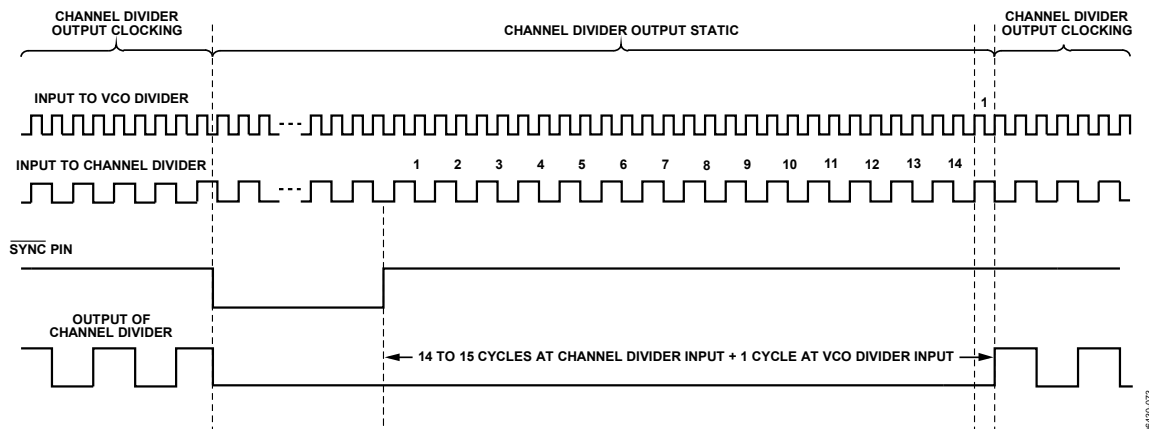 CHANNEL DIVIDER
OUTPUT CLOCKING
CHANNEL DIVIDER OUTPUT STATIC
CHANNEL DIVIDER
OUTPUT CLOCKING
INPUT TO VCO DIVIDER
1
INPUT TO CHANNEL DIVIDER
1 2 3 4 5 6 7 8 9 10 11 12 13 14
SYNC PIN
OUTPUT OF
CHANNEL DIVIDER
14 TO 15 CYCLES AT CHANNEL DIVIDER INPUT + 1 CYCLE AT VCO DIVIDER INPUT